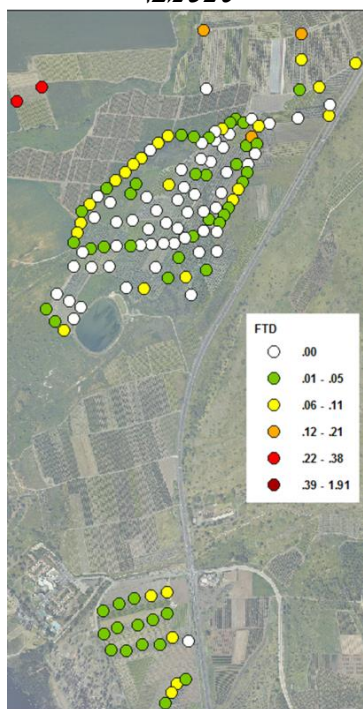 FTD
.00
.01 - .05
.06 - .11
.12 - .21
.22 - .38
.39 - 1.91